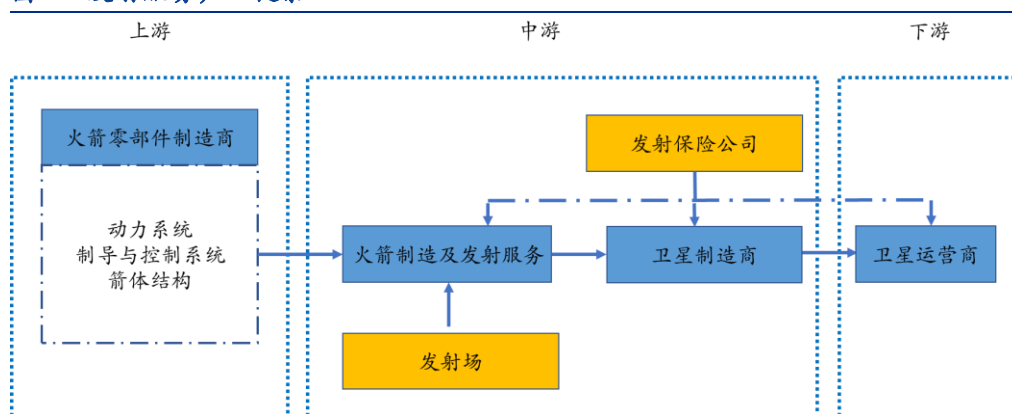 上游
中游
下游
火箭零部件制造商
发射保险公司
动力系统
制导与控制系统
箭体结构
火箭制造及发射服务
卫星制造商
卫星运营商
发射场